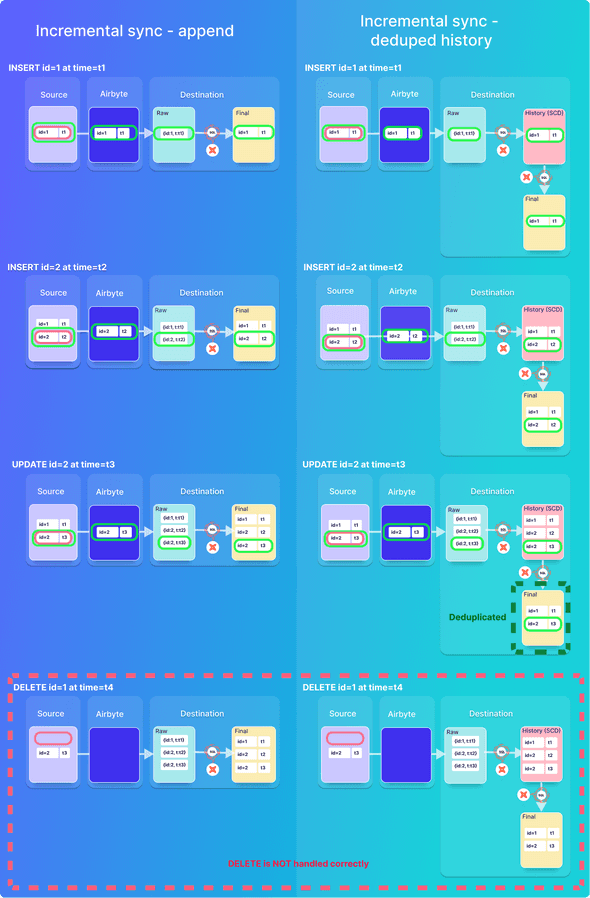 Incremental sync - append
INSERT id=1 at time=t1
Source
Airbyte
Destination
id=1 t1
id=1 t1
Raw
{id:1, t:t1}
SQL
Final
id=1 t1
INSERT id=2 at time=t2
Source
Airbyte
Destination
id=1 t1
id=2 t2
id=2 t2
Raw
{id:1, t:t1}
{id:2, t:t2}
SQL
Final
id=1 t1
id=2 t2
UPDATE id=2 at time=t3
Source
Airbyte
Destination
id=1 t1
id=2 t3
id=2 t3
Raw
{id:1, t:t1}
{id:2, t:t2}
{id:2, t:t3}
SQL
Final
id=1 t1
id=2 t2
id=2 t3
DELETE id=1 at time=t4
Source
Airbyte
Destination
id=2 t3
Raw
{id:1, t:t1}
{id:2, t:t2}
{id:2, t:t3}
SQL
Final
id=1 t1
id=2 t2
id=2 t3
Incremental sync -
deduped history
INSERT id=1 at time=t1
Source
Airbyte
Destination
id=1 t1
id=1 t1
Raw
{id:1, t:t1}
SQL
History (SCD)
id=1 t1
SQL
Final
id=1 t1
INSERT id=2 at time=t2
Source
Airbyte
Destination
id=1 t1
id=2 t2
id=2 t2
Raw
{id:1, t:t1}
{id:2, t:t2}
SQL
History (SCD)
id=1 t1
id=2 t2
SQL
Final
id=1 t1
id=2 t2
UPDATE id=2 at time=t3
Source
Airbyte
Destination
id=1 t1
id=2 t3
id=2 t3
Raw
{id:1, t:t1}
{id:2, t:t2}
{id:2, t:t3}
SQL
History (SCD)
id=1 t1
id=2 t2
id=2 t3
SQL
Deduplicated
Final
id=1 t1
id=2 t3
DELETE id=1 at time=t4
Source
Airbyte
Destination
id=2 t3
Raw
{id:1, t:t1}
{id:2, t:t2}
{id:2, t:t3}
SQL
History (SCD)
id=1 t1
id=2 t2
id=2 t3
SQL
Final
id=1 t1
id=2 t3
DELETE is NOT handled correctly